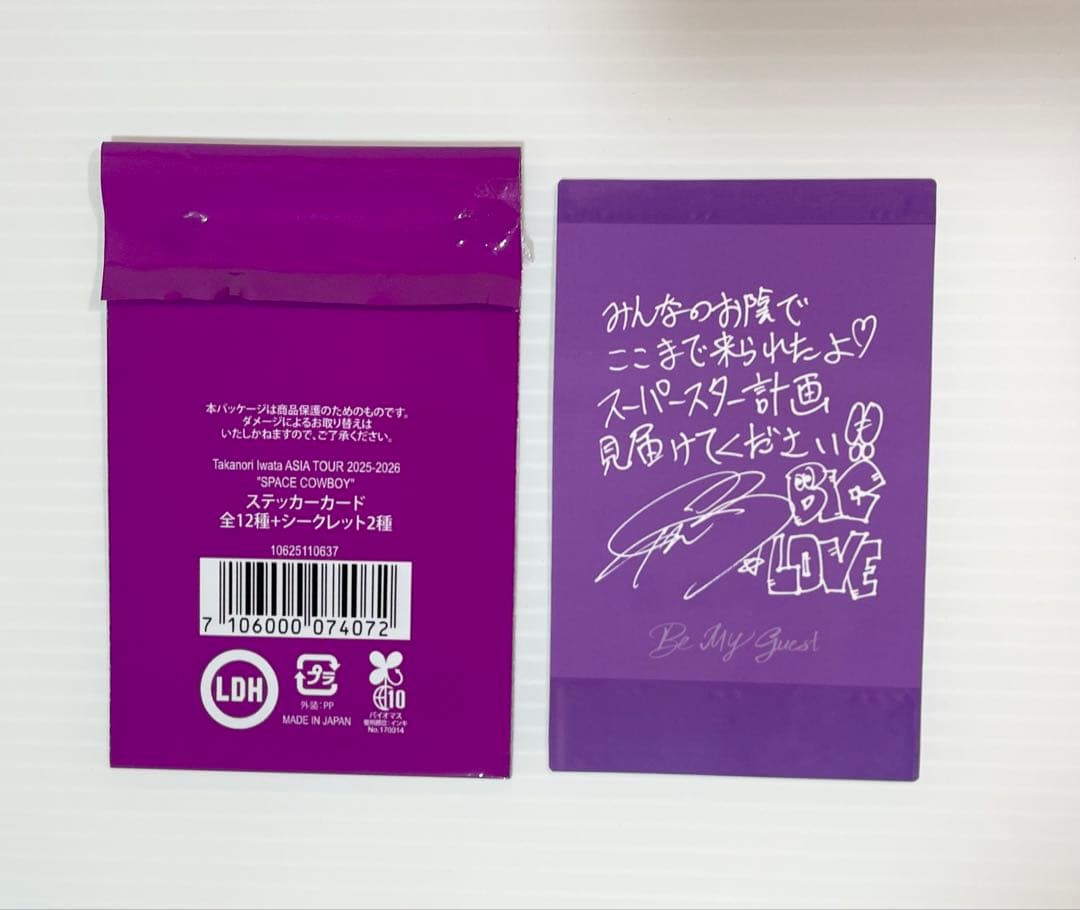 本パッケージは商品保護のためのものです。
ダメージによるお取り替えは
いたしかねますので、ご了承ください。
Takanori Iwata ASIA TOUR 2025-2026
"SPACE COWBOY"
ステッカーカード
全12種+シークレット2種
10625110637
7 106000 074072
LDH
プラ
外装:PP
MADE IN JAPAN
10
バイオマス
No.170014
みんなのお陰で
ここまで来られたよ♡
スーパースター計画
見届けてください!!
BIG
LOVE
Be My Guest